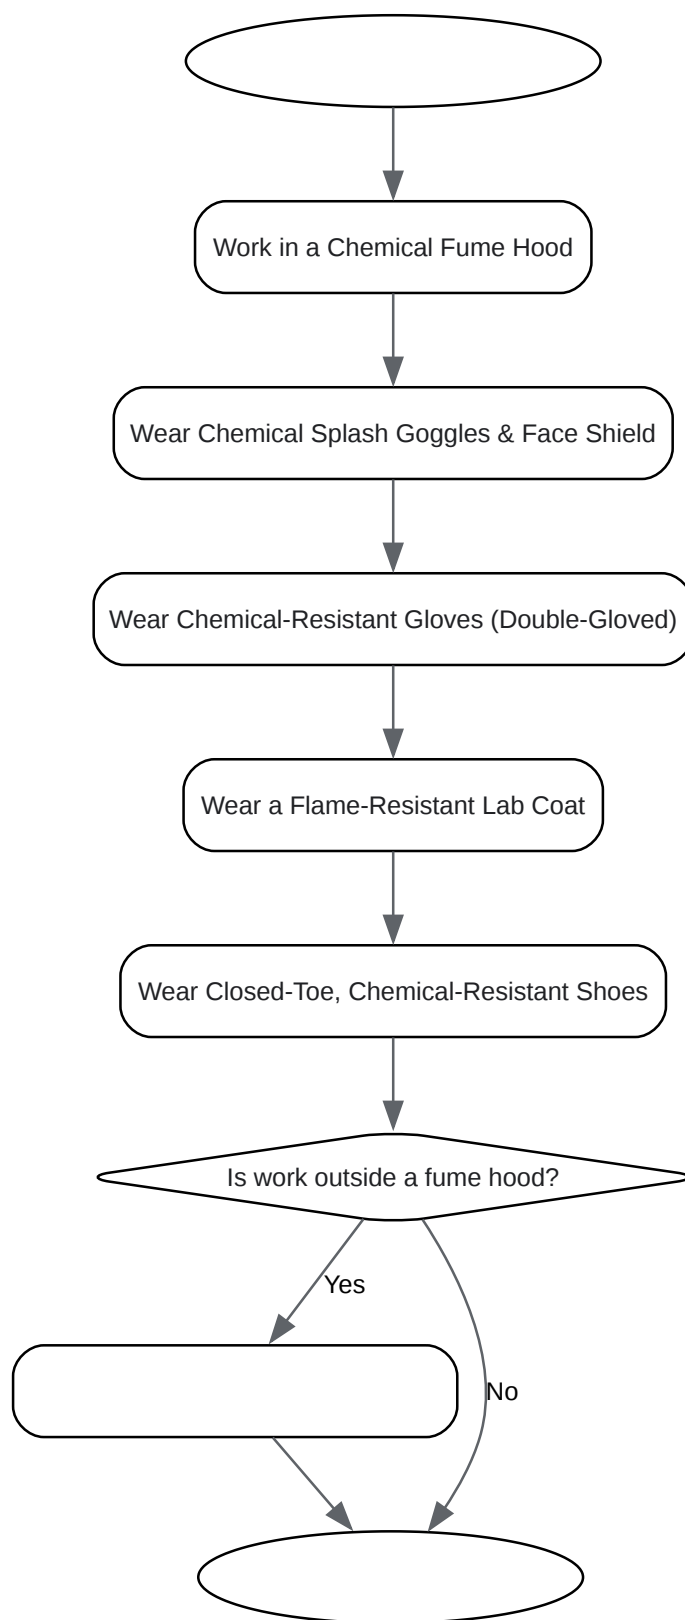 Work in a Chemical Fume Hood
Wear Chemical Splash Goggles & Face Shield
Wear Chemical-Resistant Gloves (Double-Gloved)
Wear a Flame-Resistant Lab Coat
Wear Closed-Toe, Chemical-Resistant Shoes
Is work outside a fume hood?
Yes
No